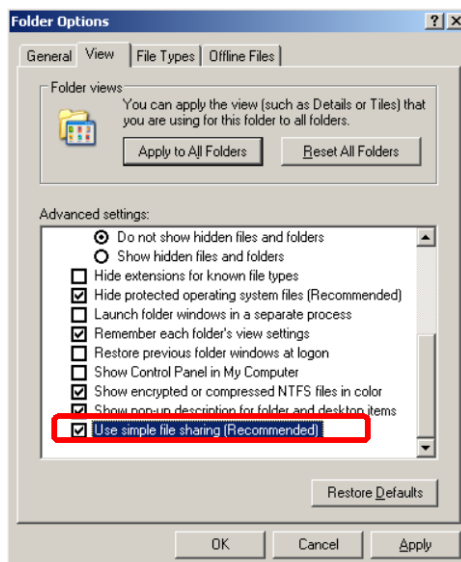 Folder Options
General View File Types Offline Files
Folder views
You can apply the view (such as Details or Tiles) that
you are using for this folder to all folders.
Apply to All Folders Reset All Folders
Advanced settings:
Do not show hidden files and folders
Show hidden files and folders
Hide extensions for known file types
Hide protected operating system files (Recommended)
Launch folder windows in a separate process
Remember each folder's view settings
Restore previous folder windows at logon
Show Control Panel in My Computer
Show encrypted or compressed NTFS files in color
Show pop-up description for folder and desktop items
Use simple file sharing (Recommended)
Restore Defaults
OK Cancel Apply